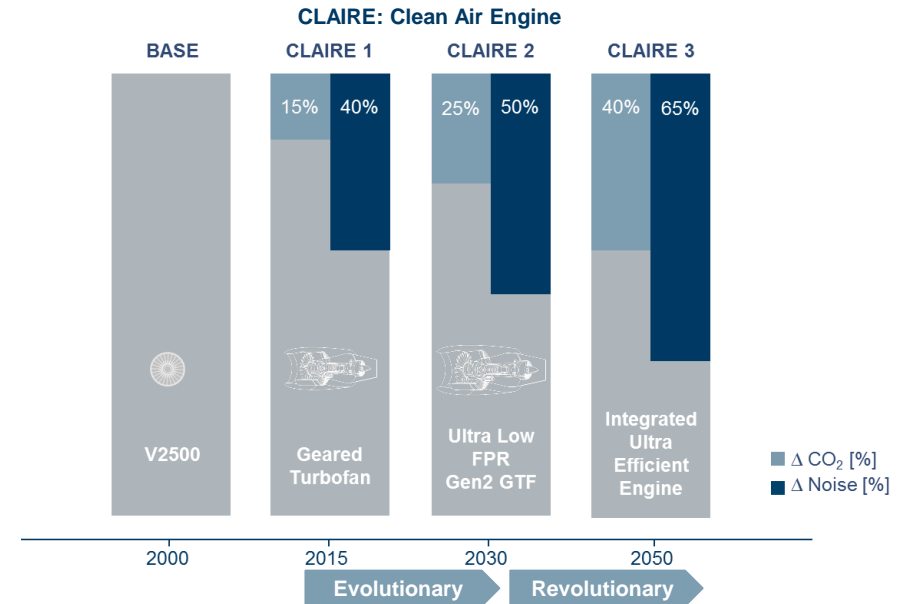 CLAIRE: Clean Air Engine
BASE
CLAIRE 1
CLAIRE 2
CLAIRE 3
15%
40%
25%
50%
40%
65%
V2500
Geared
Turbofan
Ultra Low
FPR
Gen2 GTF
Integrated
Ultra
Efficient
Engine
Δ CO₂ [%]
Δ Noise [%]
2000
2015
2030
2050
Evolutionary
Revolutionary